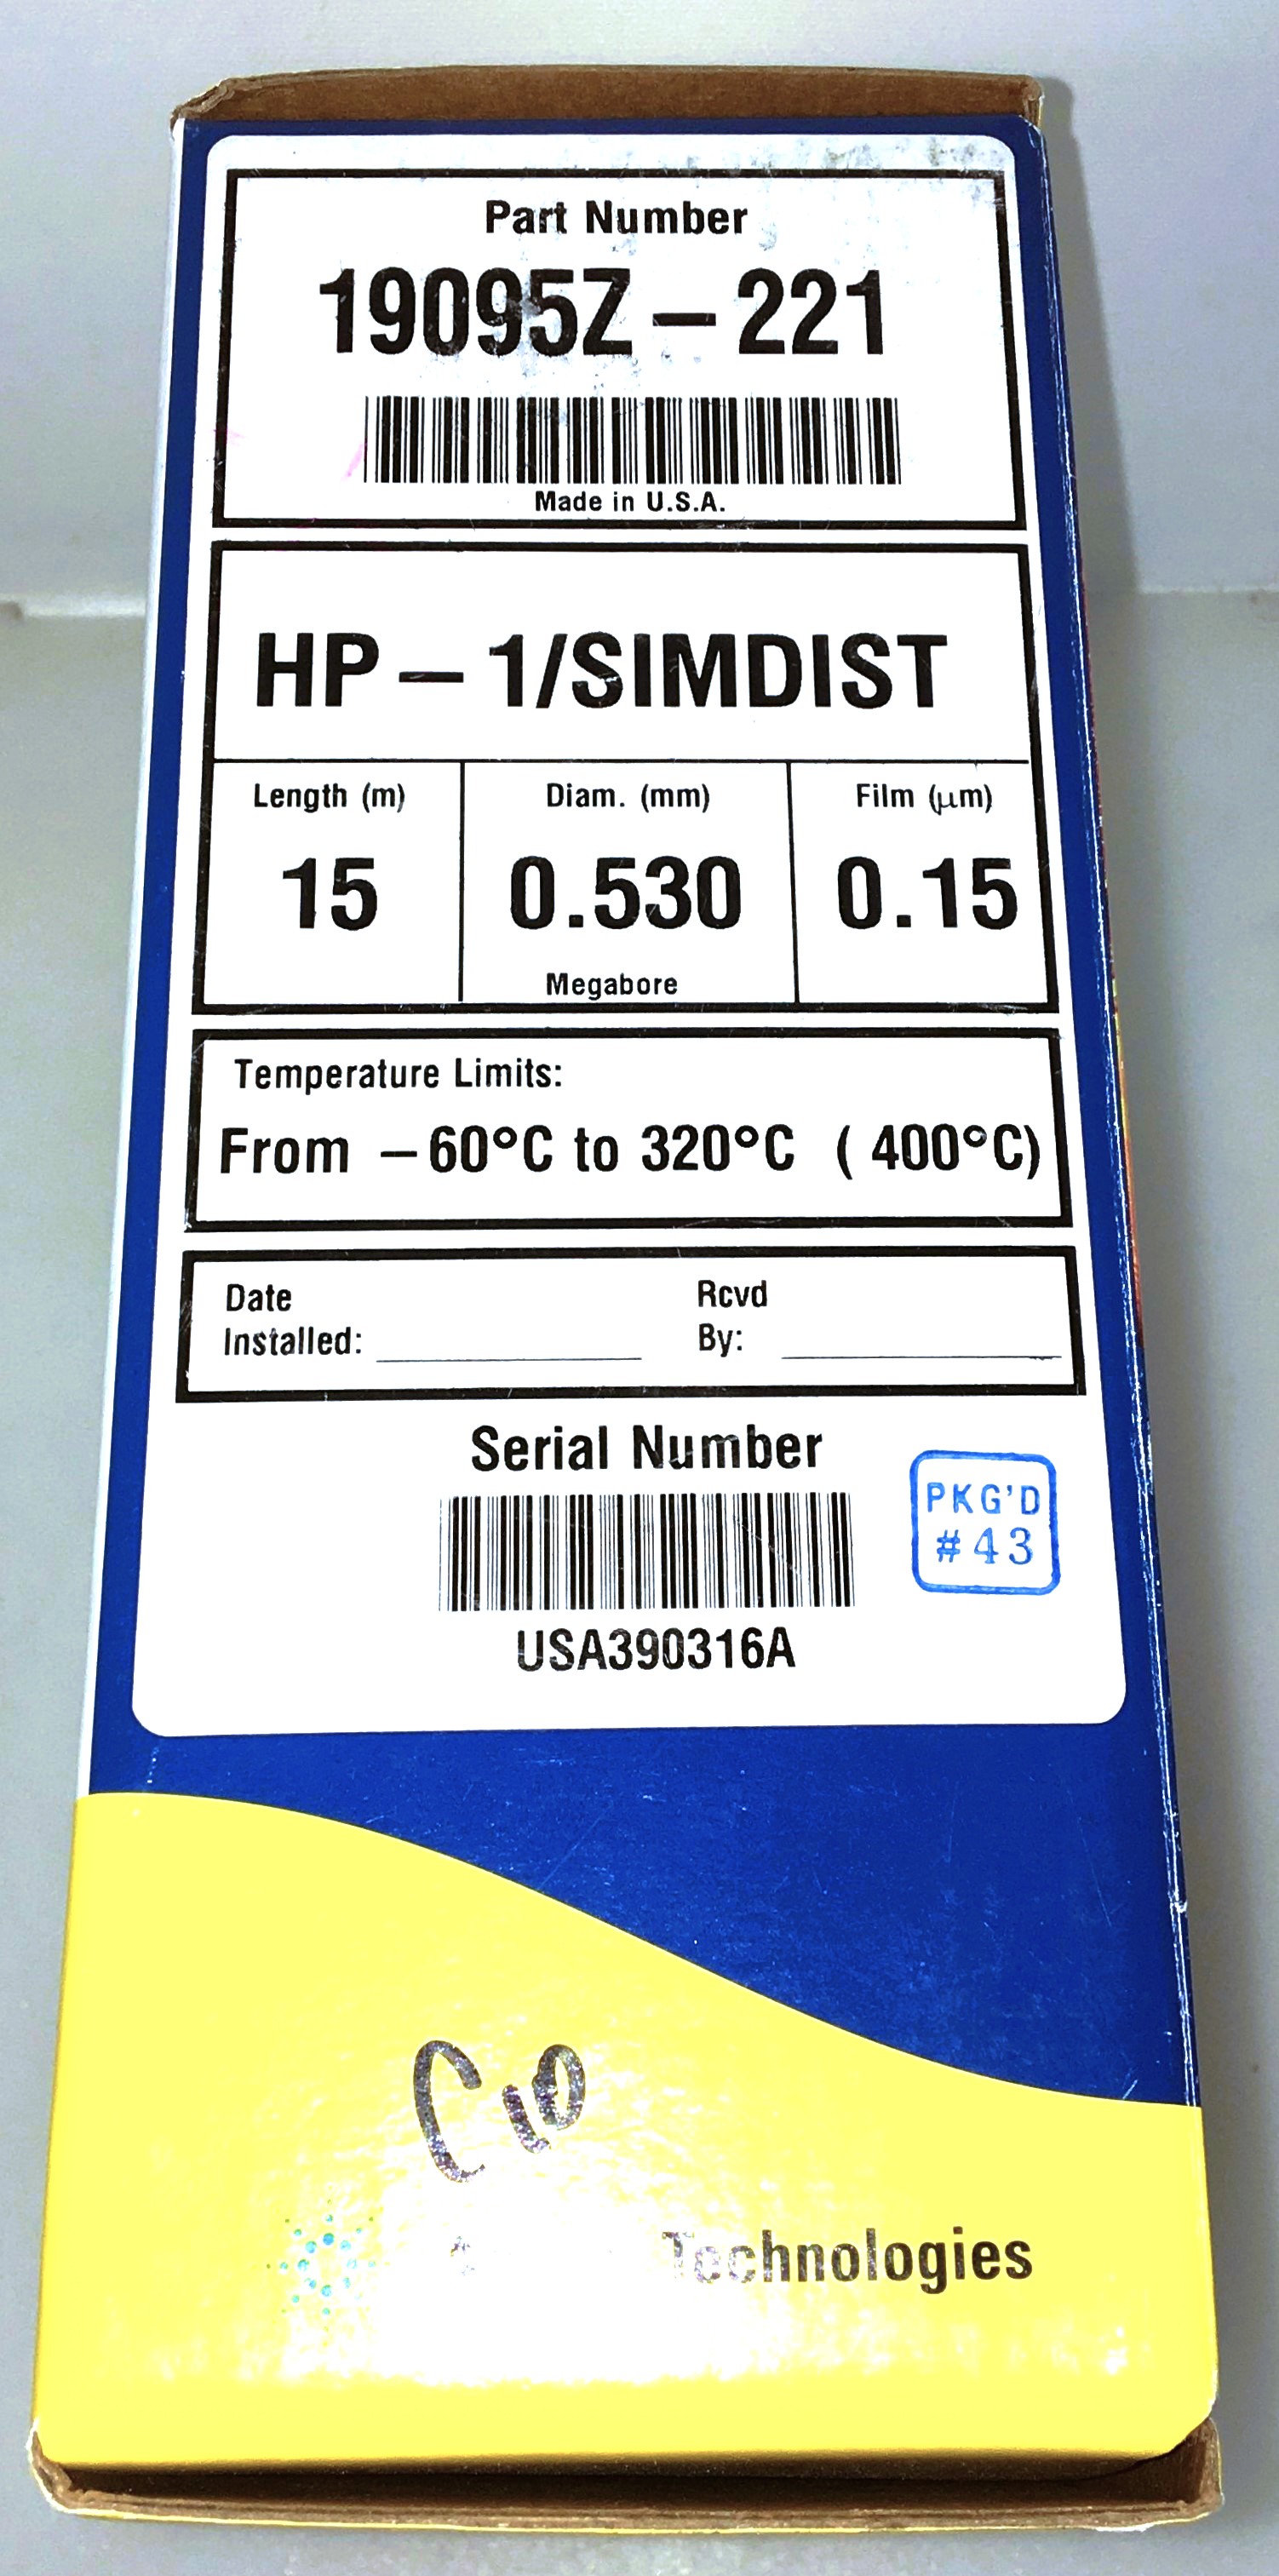 Part Number
19095Z – 221
Made in U.S.A.
HP – 1/SIMDIST
Length (m) Diam. (mm) Film (μm)
15 0.530 0.15
Megabore
Temperature Limits:
From –60°C to 320°C ( 400°C)
Date Rcvd
Installed: By:
Serial Number
PKG'D
#43
USA390316A
C10
Technologies